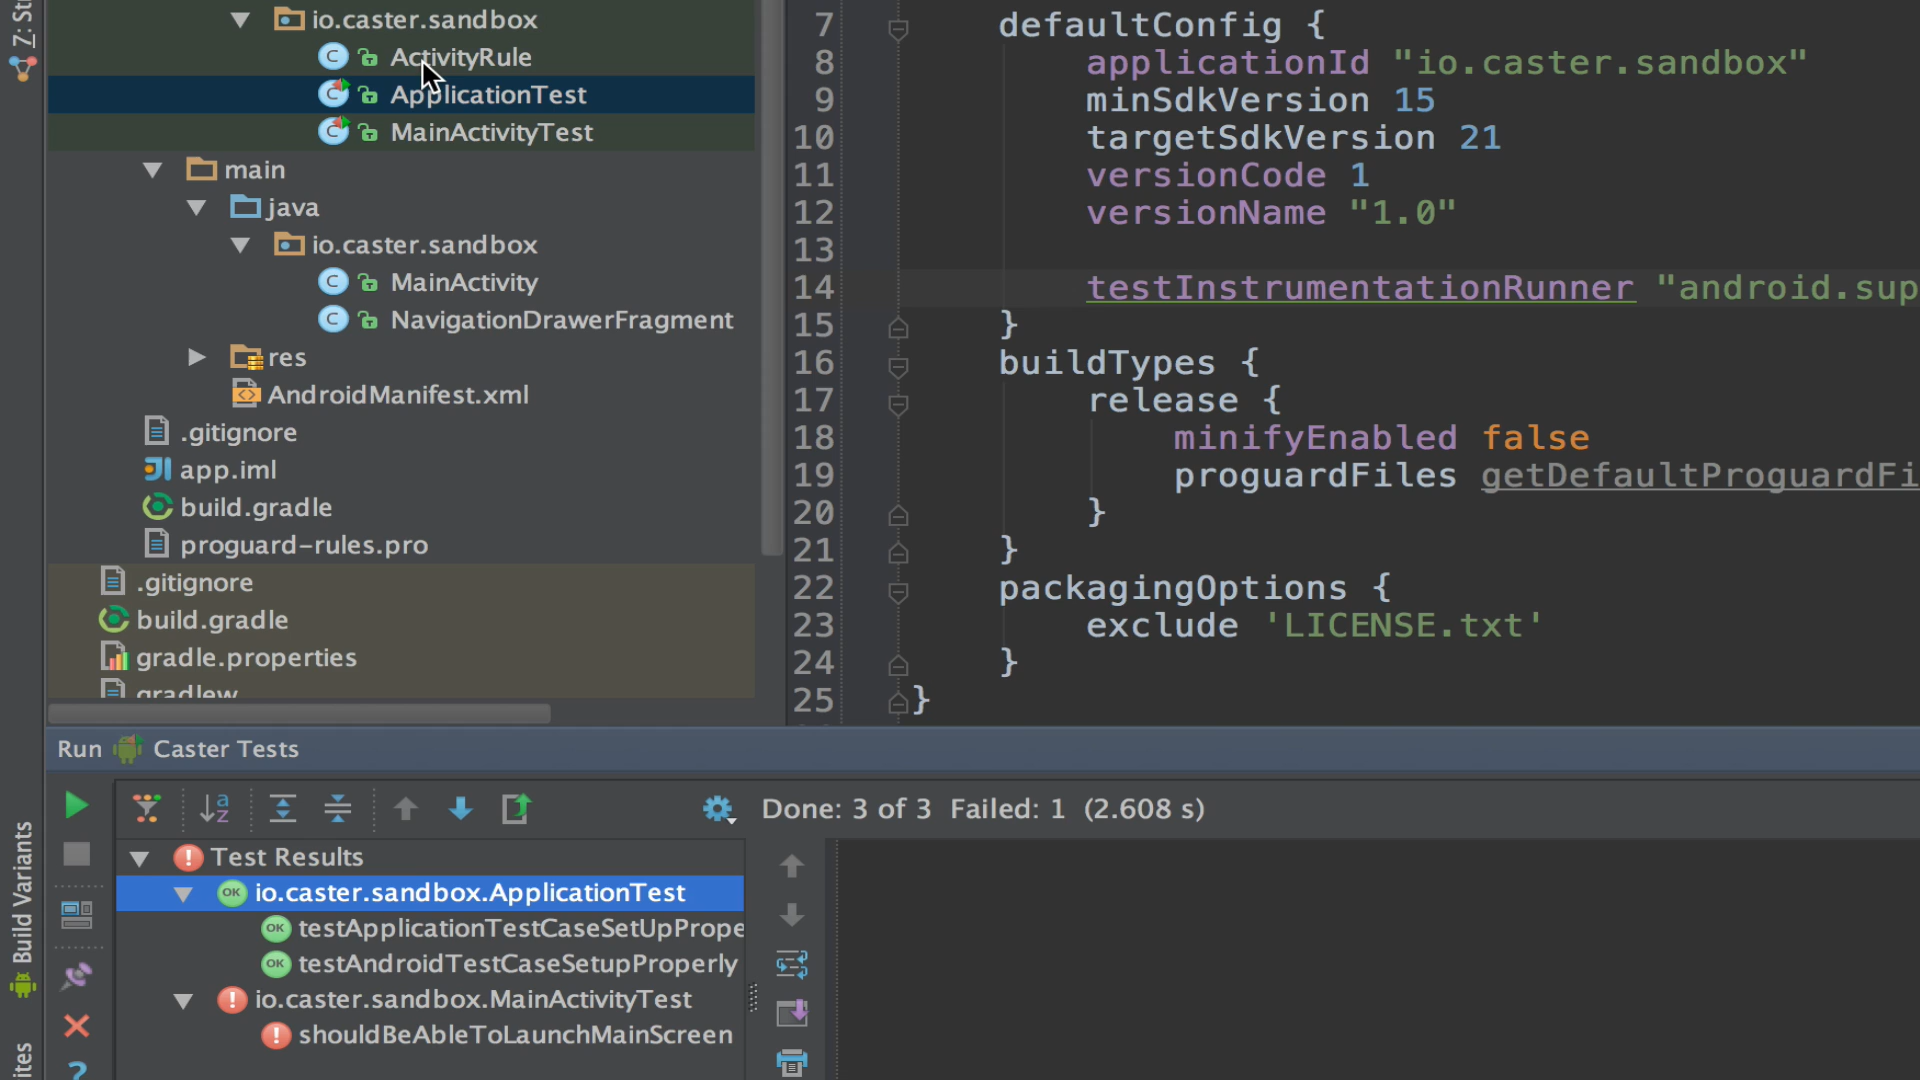 Z: St
io.caster.sandbox
ActivityRule
ApplicationTest
MainActivityTest
main
java
io.caster.sandbox
MainActivity
NavigationDrawerFragment
res
AndroidManifest.xml
.gitignore
app.iml
build.gradle
proguard-rules.pro
.gitignore
build.gradle
gradle.properties
gradlew
7 defaultConfig {
8 applicationId "io.caster.sandbox"
9 minSdkVersion 15
10 targetSdkVersion 21
11 versionCode 1
12 versionName "1.0"
13
14 testInstrumentationRunner "android.sup
15 }
16 buildTypes {
17 release {
18 minifyEnabled false
19 proguardFiles getDefaultProguardFi
20 }
21 }
22 packagingOptions {
23 exclude 'LICENSE.txt'
24 }
25 }
Run Caster Tests
Done: 3 of 3 Failed: 1 (2.608 s)
Test Results
OK io.caster.sandbox.ApplicationTest
OK testApplicationTestCaseSetUpPrope
OK testAndroidTestCaseSetupProperly
! io.caster.sandbox.MainActivityTest
! shouldBeAbleToLaunchMainScreen
Build Variants
ites